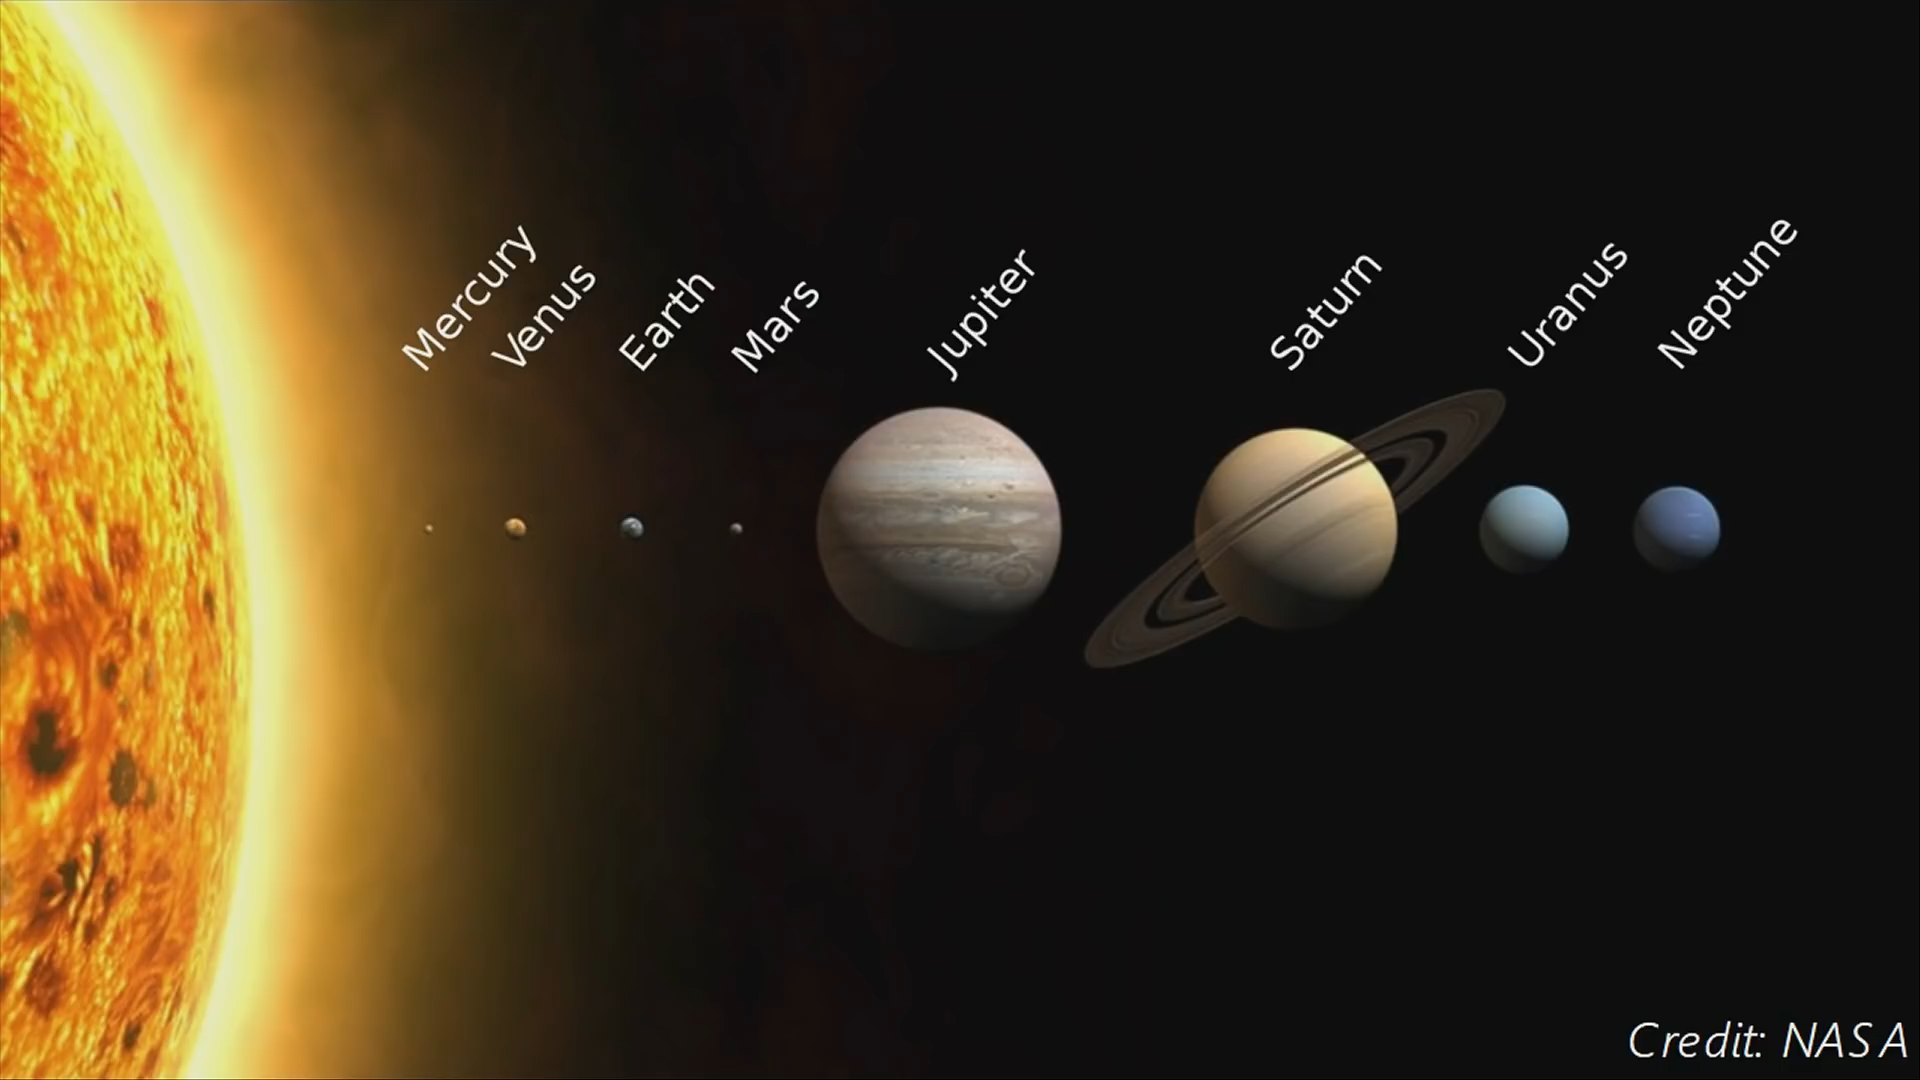 Mercury
Venus
Earth
Mars
Jupiter
Saturn
Uranus
Neptune
Credit: NASA